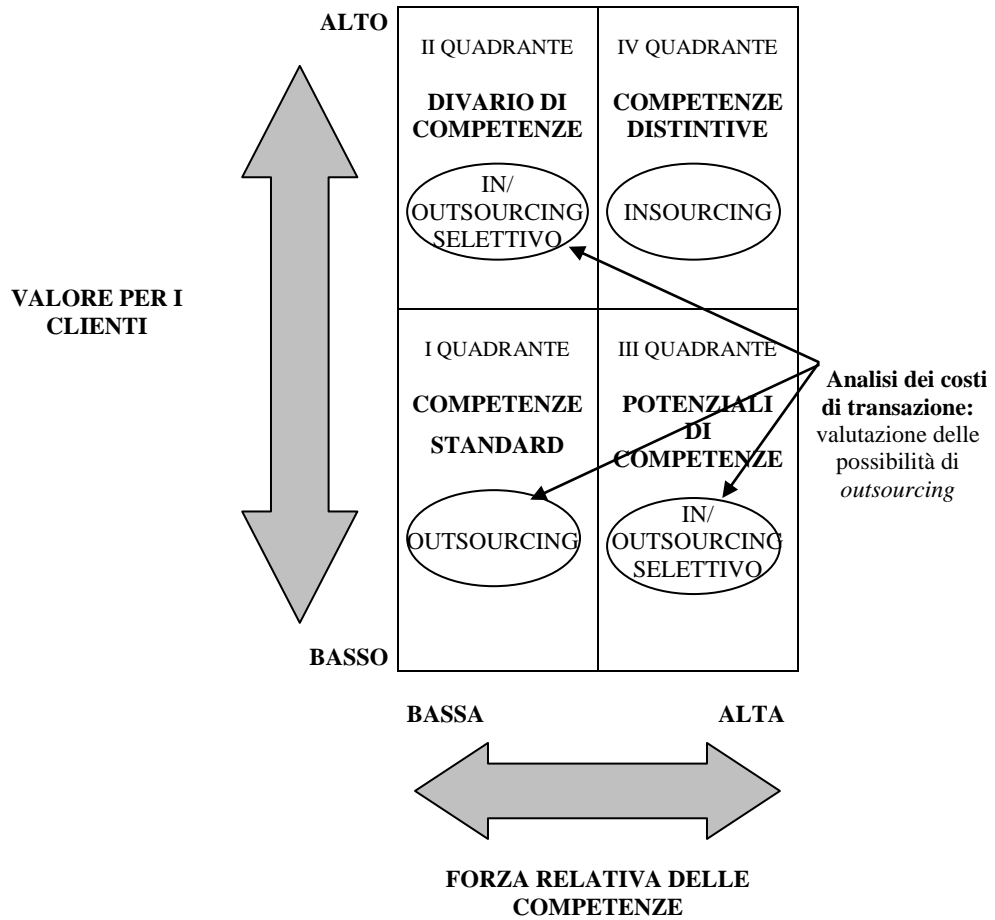 ALTO
II QUADRANTE
DIVARIO DI
COMPETENZE
IN/
OUTSOURCING
SELETTIVO
IV QUADRANTE
COMPETENZE
DISTINTIVE
INSOURCING
VALORE PER I
CLIENTI
I QUADRANTE
COMPETENZE
STANDARD
OUTSOURCING
III QUADRANTE
POTENZIALI
DI
COMPETENZE
IN/
OUTSOURCING
SELETTIVO
Analisi dei costi
di transazione:
valutazione delle
possibilità di
outsourcing
BASSO
BASSA
ALTA
FORZA RELATIVA DELLE
COMPETENZE